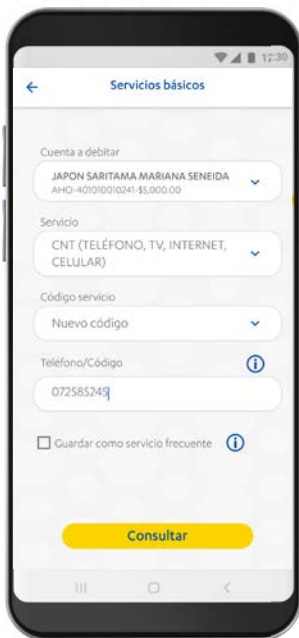 12:30
Servicios básicos
Cuenta a debitar
JAPON SARITAMA MARIANA SENEIDA
AHO-401010010241-$5,000.00
Servicio
CNT (TELÉFONO, TV, INTERNET,
CELULAR)
Código servicio
Nuevo código
Teléfono/Código
072585245
Guardar como servicio frecuente
Consultar